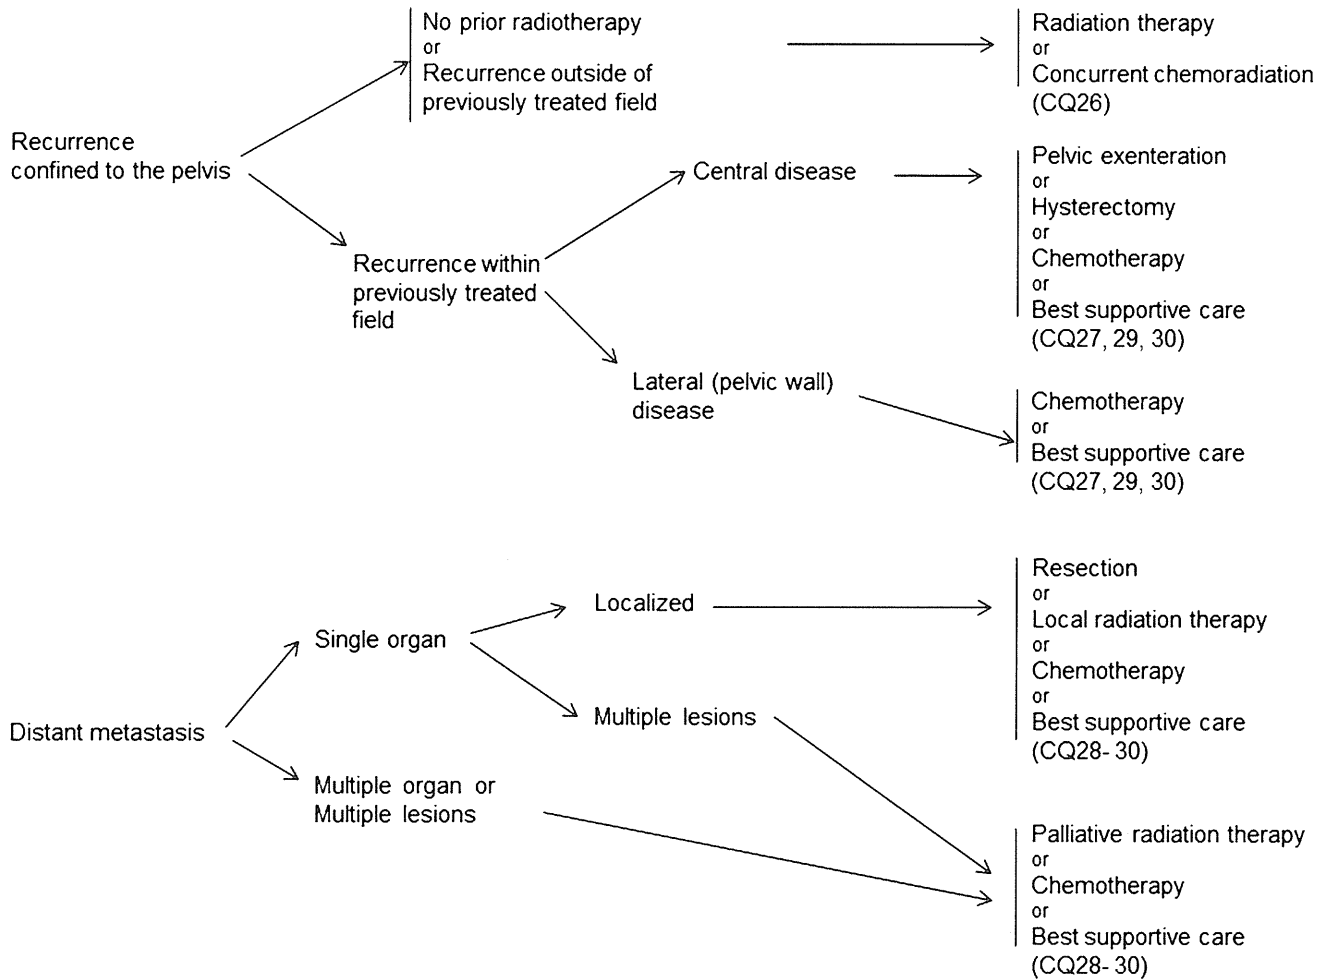 No prior radiotherapy
or
Recurrence outside of
previously treated field
Radiation therapy
or
Concurrent chemoradiation
(CQ26)
Recurrence
confined to the pelvis
Central disease
Pelvic exenteration
or
Hysterectomy
or
Chemotherapy
or
Best supportive care
(CQ27, 29, 30)
Recurrence within
previously treated
field
Lateral (pelvic wall)
disease
Chemotherapy
or
Best supportive care
(CQ27, 29, 30)
Distant metastasis
Single organ
Localized
Resection
or
Local radiation therapy
or
Chemotherapy
or
Best supportive care
(CQ28- 30)
Multiple lesions
Multiple organ or
Multiple lesions
Palliative radiation therapy
or
Chemotherapy
or
Best supportive care
(CQ28- 30)